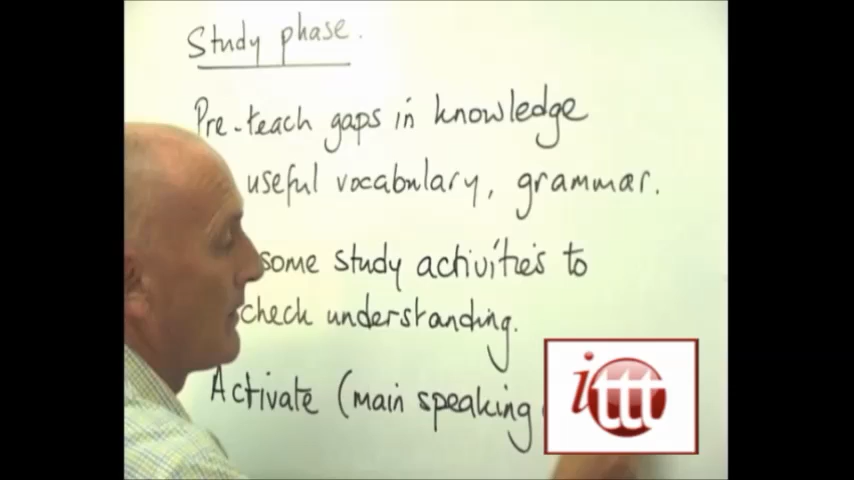 Study phase.
Pre-teach gaps in knowledge
useful vocabulary, grammar.
some study activities to
check understanding.
Activate (main speaking
ittt